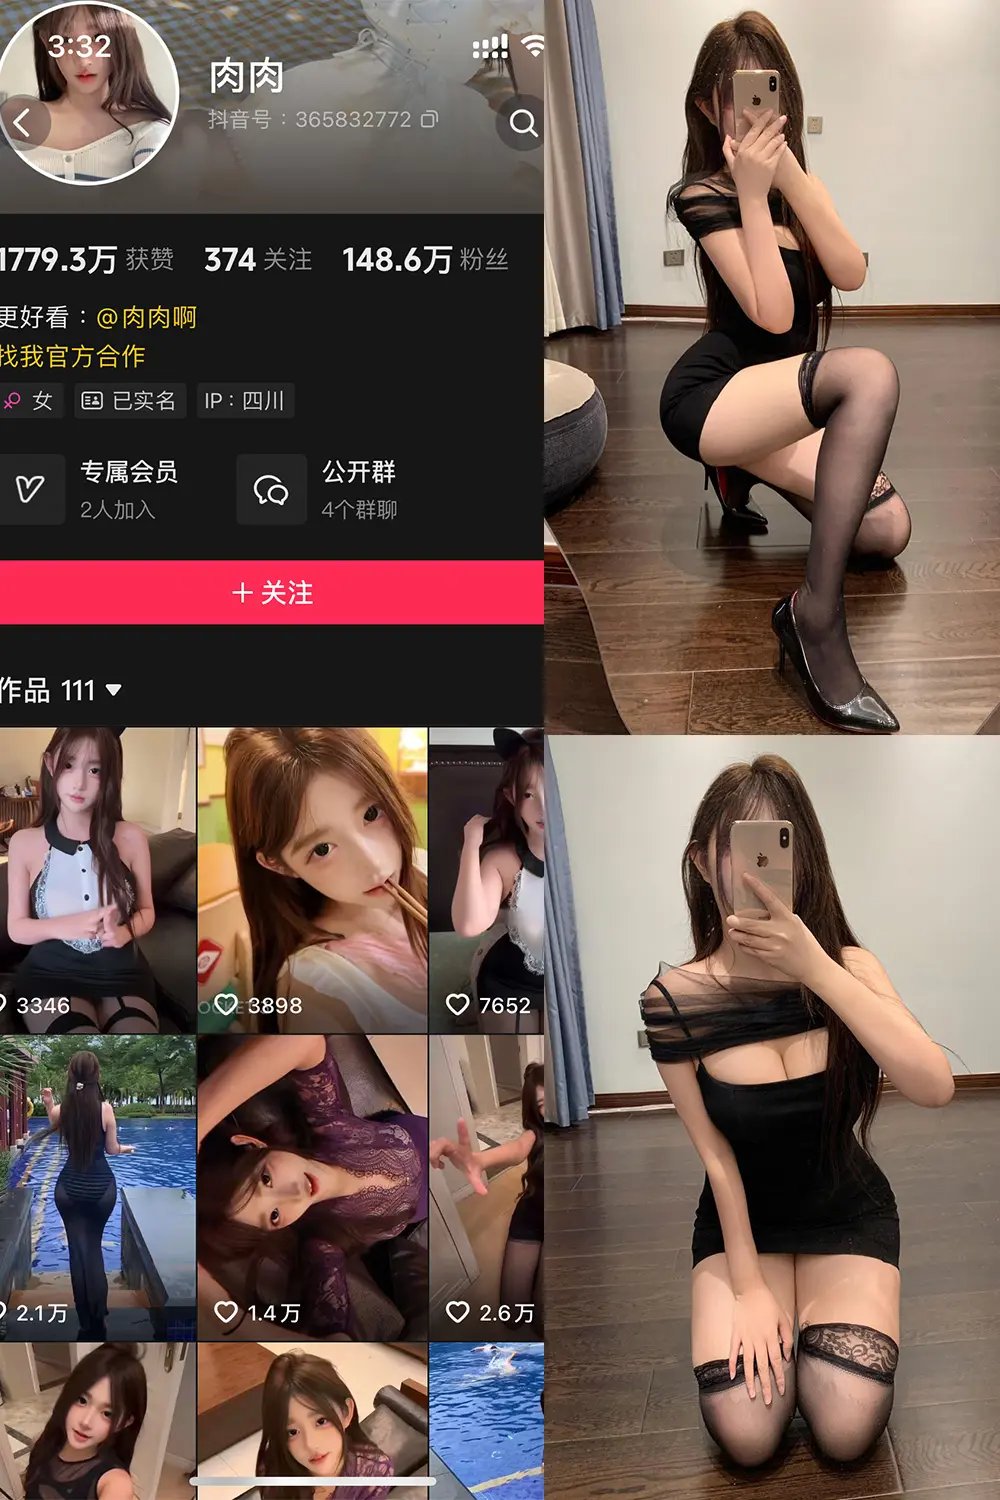 3:32
肉肉
抖音号：365832772
1779.3万 获赞 374 关注 148.6万 粉丝
更好看：@肉肉啊
找我官方合作
女 已实名 IP：四川
专属会员 公开群
2人加入 4个群聊
+ 关注
作品 111
3346 3898 7652
2.1万 1.4万 2.6万